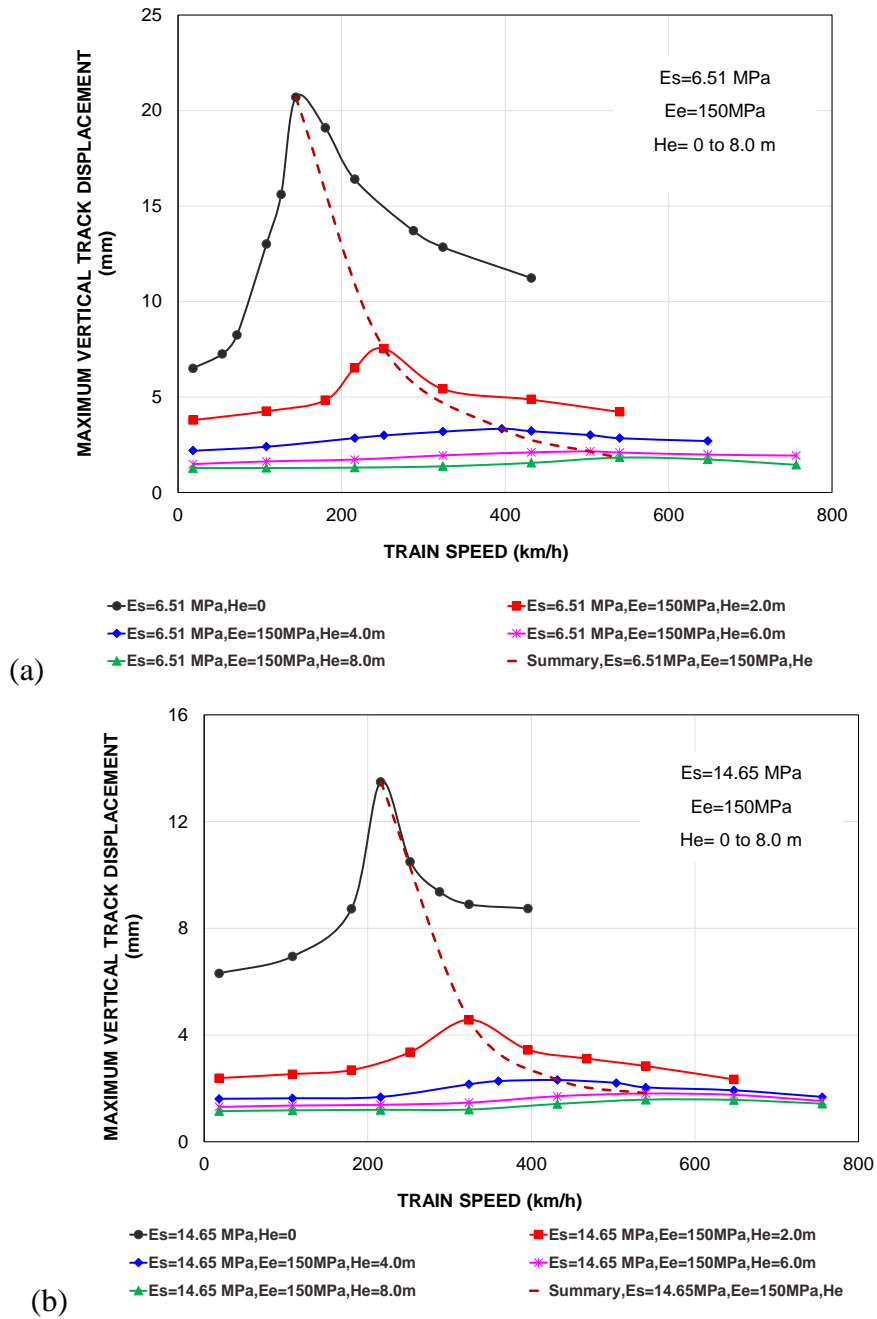 (a)
MAXIMUM VERTICAL TRACK DISPLACEMENT
(mm)
25
20
15
10
5
0
0 200 400 600 800
TRAIN SPEED (km/h)
Es=6.51 MPa
Ee=150MPa
He= 0 to 8.0 m
Es=6.51 MPa,He=0
Es=6.51 MPa,Ee=150MPa,He=2.0m
Es=6.51 MPa,Ee=150MPa,He=4.0m
Es=6.51 MPa,Ee=150MPa,He=6.0m
Es=6.51 MPa,Ee=150MPa,He=8.0m
Summary,Es=6.51MPa,Ee=150MPa,He
(b)
MAXIMUM VERTICAL TRACK DISPLACEMENT
(mm)
16
12
8
4
0
0 200 400 600 800
TRAIN SPEED (km/h)
Es=14.65 MPa
Ee=150MPa
He= 0 to 8.0 m
Es=14.65 MPa,He=0
Es=14.65 MPa,Ee=150MPa,He=2.0m
Es=14.65 MPa,Ee=150MPa,He=4.0m
Es=14.65 MPa,Ee=150MPa,He=6.0m
Es=14.65 MPa,Ee=150MPa,He=8.0m
Summary,Es=14.65MPa,Ee=150MPa,He